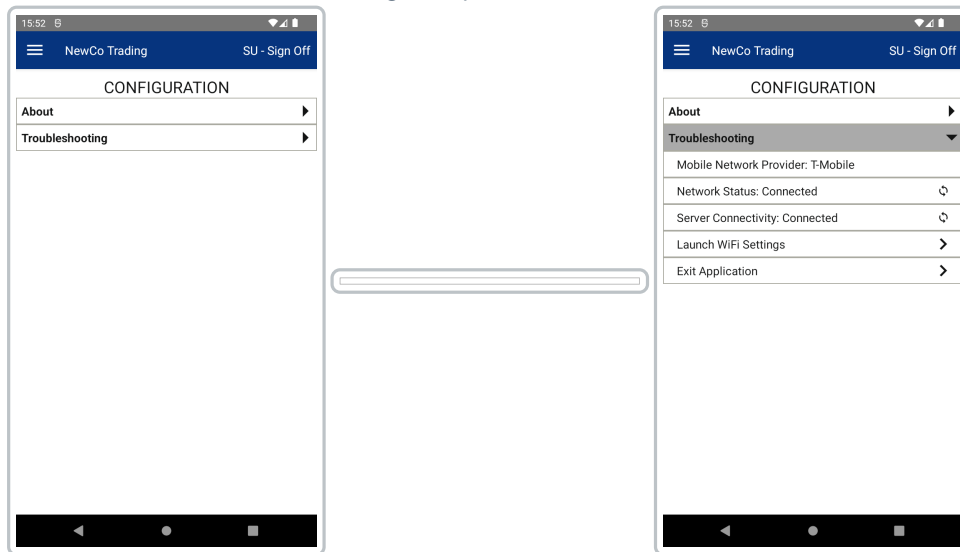 15:52
NewCo Trading SU - Sign Off
CONFIGURATION
About
Troubleshooting
15:52
NewCo Trading SU - Sign Off
CONFIGURATION
About
Troubleshooting
Mobile Network Provider: T-Mobile
Network Status: Connected
Server Connectivity: Connected
Launch WiFi Settings
Exit Application